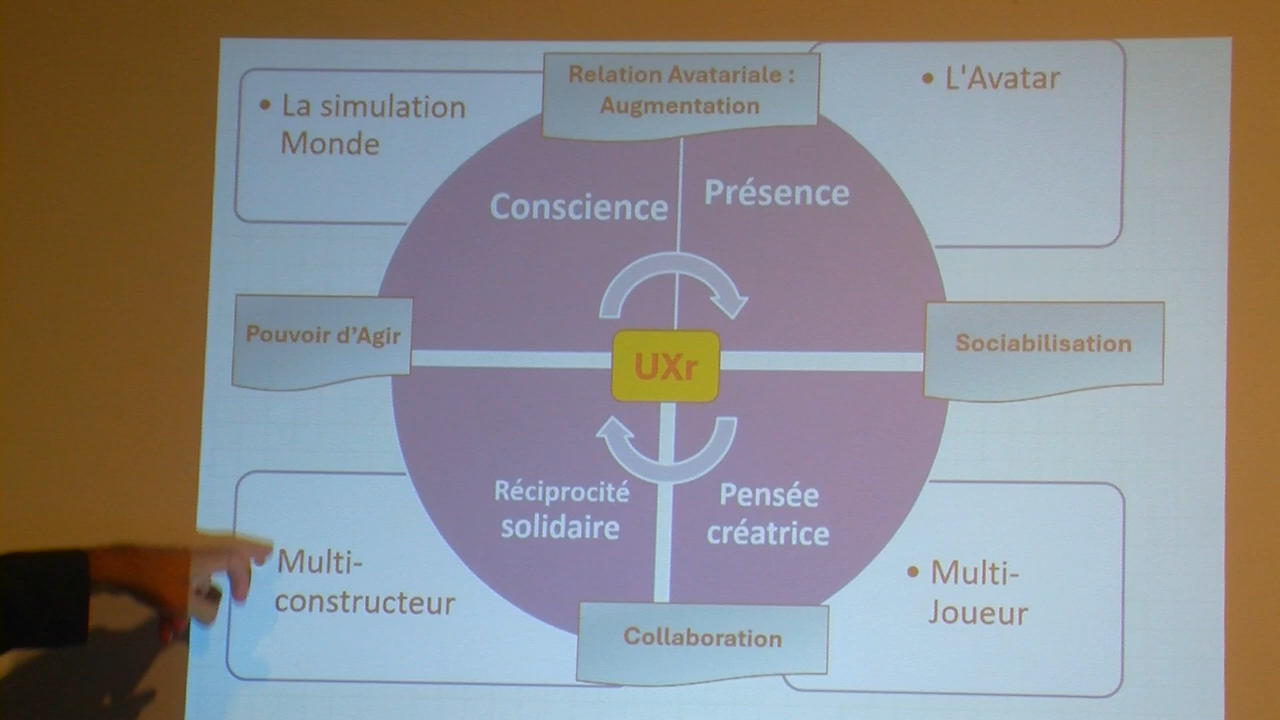 Relation Avatariale :
Augmentation
• La simulation
Monde
• L'Avatar
Conscience
Présence
Pouvoir d’Agir
UXr
Sociabilisation
Réciprocité
solidaire
Pensée
créatrice
Multi-
constructeur
• Multi-
Joueur
Collaboration